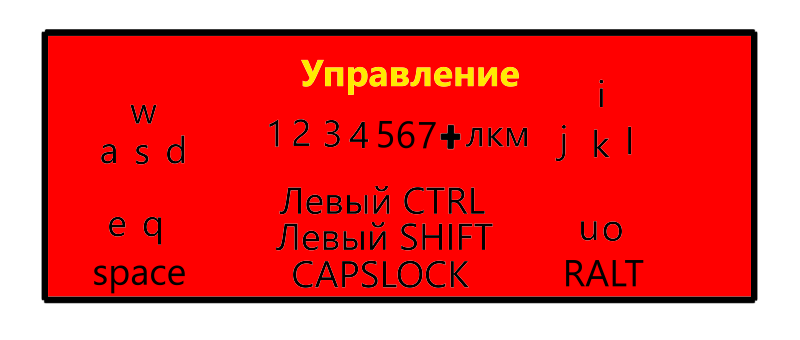 Управление
w
a s d
e q
space
1 2 3 4 567+лкм
Левый CTRL
Левый SHIFT
CAPSLOCK
i
j k l
uo
RALT